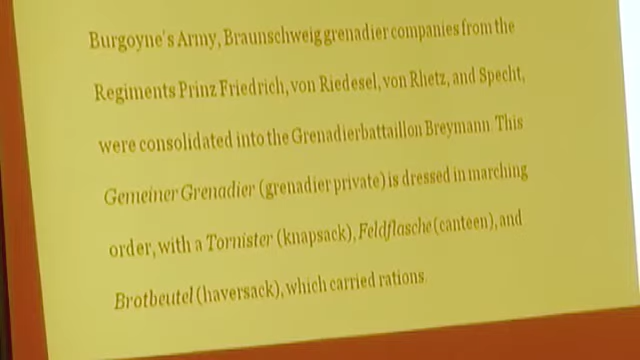 Burgoyne's Army, Braunschweig grenadier companies from the
Regiments Prinz Friedrich, von Riedesel, von Rhetz, and Specht,
were consolidated into the Grenadierbattaillon Breymann. This
Gemeiner Grenadier (grenadier private) is dressed in marching
order, with a Tornister (knapsack), Feldflasche (canteen), and
Brotbeutel (haversack), which carried rations.